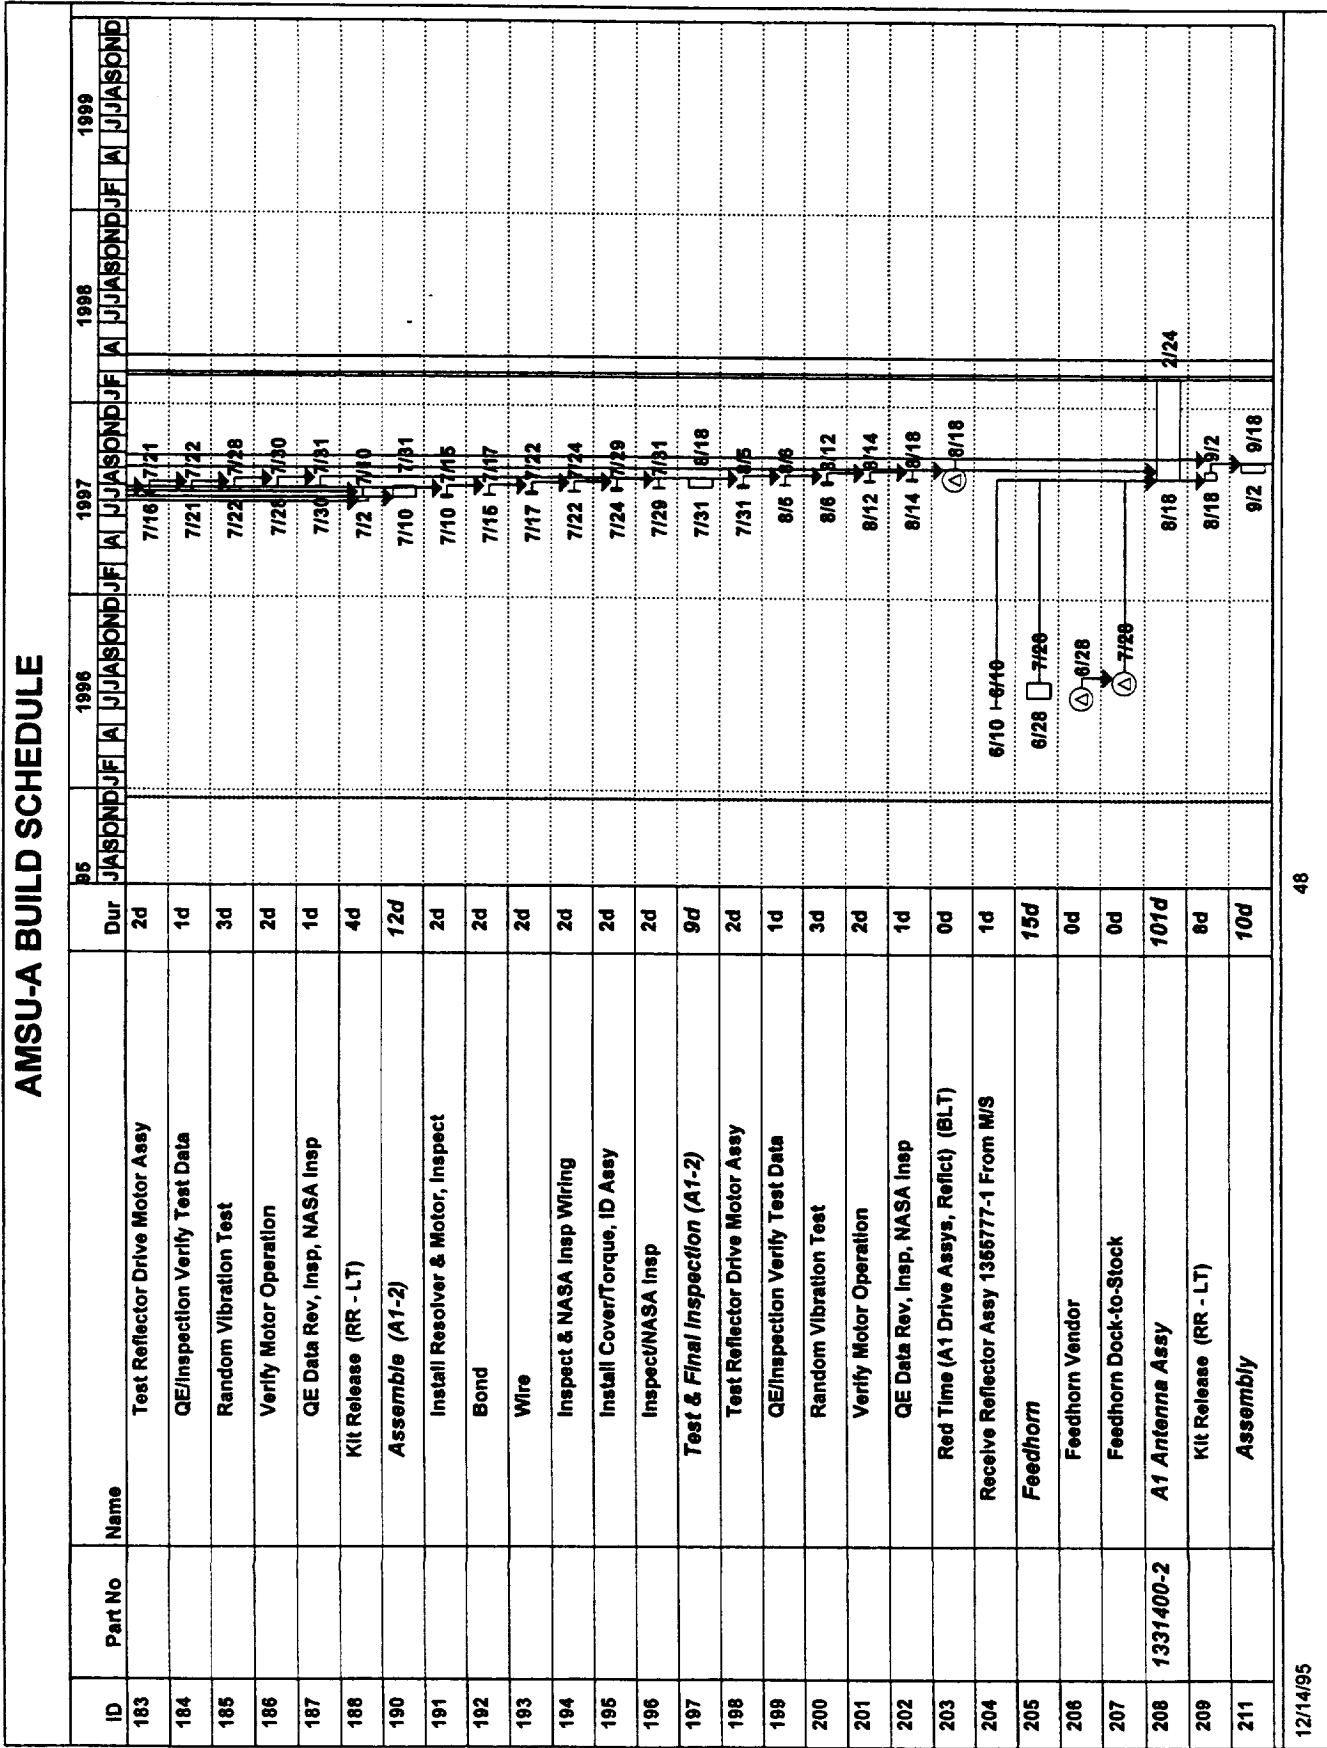 AMSU-A BUILD SCHEDULE
95 1996 1997 1998 1999
ID Part No Name Dur J A S O N D J F A J J A S O N D J F A J J A S O N D J F A J J A S O N D J F A J J A S O N D
183 Test Reflector Drive Motor Assy 2d 7/16 7/21
184 QE/Inspection Verify Test Data 1d 7/21 7/22
185 Random Vibration Test 3d 7/22 7/28
186 Verify Motor Operation 2d 7/28 7/30
187 QE Data Rev, Insp, NASA Insp 1d 7/30 7/31
188 Kit Release (RR - LT) 4d 7/2 7/10
190 Assemble (A1-2) 12d 7/10 7/31
191 Install Resolver & Motor, Inspect 2d 7/10 7/15
192 Bond 2d 7/15 7/17
193 Wire 2d 7/17 7/22
194 Inspect & NASA Insp Wiring 2d 7/22 7/24
195 Install Cover/Torque, ID Assy 2d 7/24 7/29
196 Inspect/NASA Insp 2d 7/29 7/31
197 Test & Final Inspection (A1-2) 9d 7/31 8/18
198 Test Reflector Drive Motor Assy 2d 7/31 8/5
199 QE/Inspection Verify Test Data 1d 8/5 8/6
200 Random Vibration Test 3d 8/6 8/12
201 Verify Motor Operation 2d 8/12 8/14
202 QE Data Rev, Insp, NASA Insp 1d 8/14 8/18
203 Red Time (A1 Drive Assys, Reflct) (BLT) 0d 8/18
204 Receive Reflector Assy 1355777-1 From M/S 1d 6/10 6/10
205 Feedhorn 15d 6/28 7/26
206 Feedhorn Vendor 0d 6/28
207 Feedhorn Dock-to-Stock 0d 7/26
208 1331400-2 A1 Antenna Assy 101d 8/18 2/24
209 Kit Release (RR - LT) 8d 8/18 9/2
211 Assembly 10d 9/2 9/18
12/14/95 48